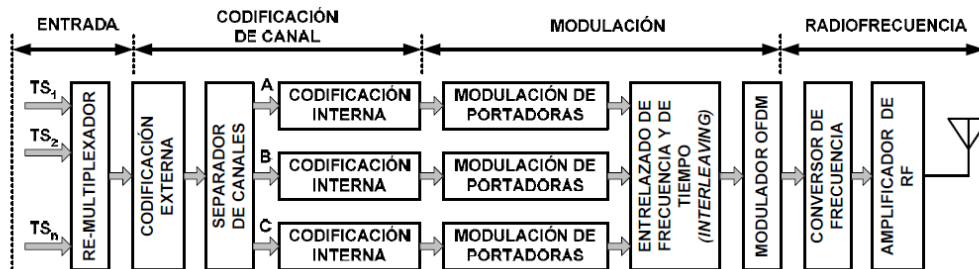 ENTRADA
CODIFICACIÓN
DE CANAL
MODULACIÓN
RADIOFRECUENCIA
TS1
TS2
TSn
RE-MULTIPLEXADOR
CODIFICACIÓN
EXTERNA
SEPARADOR
DE CANALES
A
CODIFICACIÓN
INTERNA
MODULACIÓN DE
PORTADORAS
B
CODIFICACIÓN
INTERNA
MODULACIÓN DE
PORTADORAS
C
CODIFICACIÓN
INTERNA
MODULACIÓN DE
PORTADORAS
ENTRELAZADO DE
FRECUENCIA Y DE
TIEMPO
(INTERLEAVING)
MODULADOR OFDM
CONVERSOR DE
FRECUENCIA
AMPLIFICADOR DE
RF